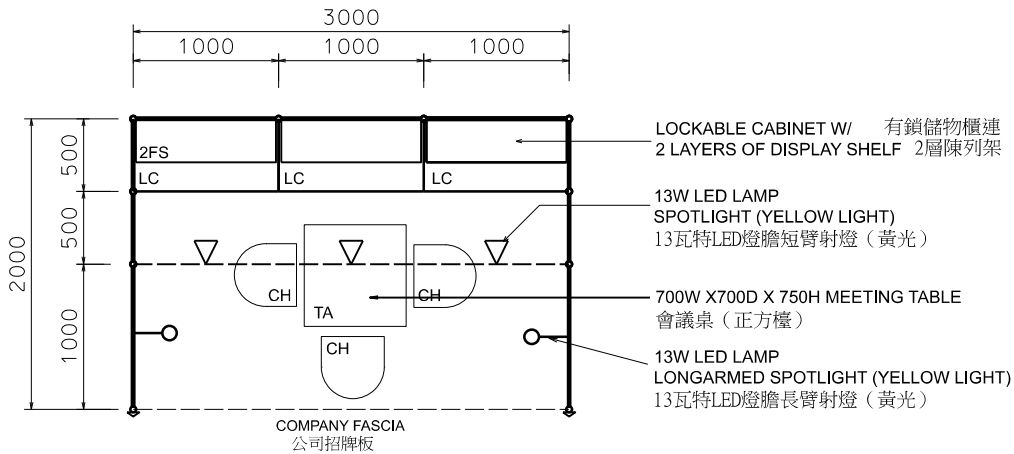 3000
1000
1000
1000
2000
500
500
1000
2FS
LC
LC
LC
CH
TA
CH
CH
LOCKABLE CABINET W/ 有鎖儲物櫃連
2 LAYERS OF DISPLAY SHELF 2層陳列架
13W LED LAMP
SPOTLIGHT (YELLOW LIGHT)
13瓦特LED燈膽短臂射燈（黃光）
700W X700D X 750H MEETING TABLE
會議桌（正方檯）
13W LED LAMP
LONGARMED SPOTLIGHT (YELLOW LIGHT)
13瓦特LED燈膽長臂射燈（黃光）
COMPANY FASCIA
公司招牌板